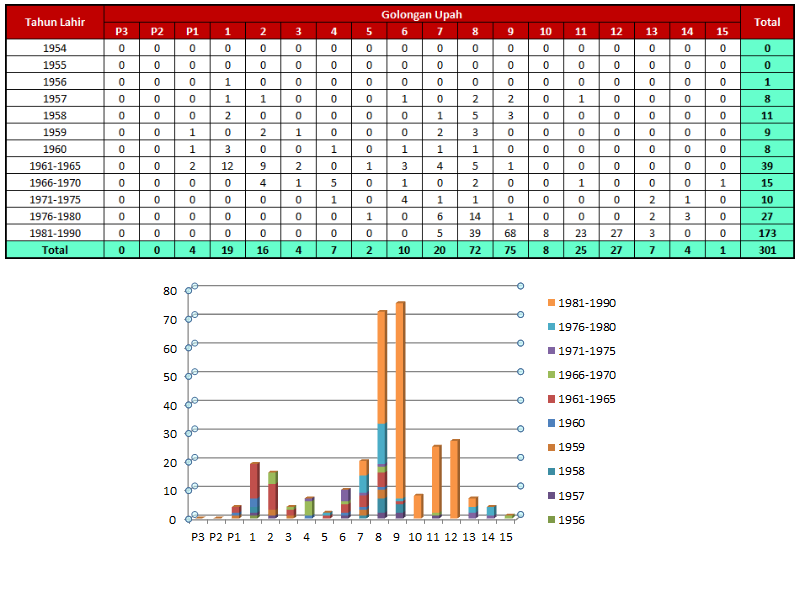 Tahun Lahir Golongan Upah Total
P3 P2 P1 1 2 3 4 5 6 7 8 9 10 11 12 13 14 15
1954 0 0 0 0 0 0 0 0 0 0 0 0 0 0 0 0 0 0 0
1955 0 0 0 0 0 0 0 0 0 0 0 0 0 0 0 0 0 0 0
1956 0 0 0 1 0 0 0 0 0 0 0 0 0 0 0 0 0 0 1
1957 0 0 0 1 1 0 0 0 1 0 2 2 0 1 0 0 0 0 8
1958 0 0 0 2 0 0 0 0 0 1 5 3 0 0 0 0 0 0 11
1959 0 0 1 0 2 1 0 0 0 2 3 0 0 0 0 0 0 0 9
1960 0 0 1 3 0 0 1 0 1 1 1 0 0 0 0 0 0 0 8
1961-1965 0 0 2 12 9 2 0 1 3 4 5 1 0 0 0 0 0 0 39
1966-1970 0 0 0 0 4 1 5 0 1 0 2 0 0 1 0 0 0 1 15
1971-1975 0 0 0 0 0 0 1 0 4 1 1 0 0 0 0 2 1 0 10
1976-1980 0 0 0 0 0 0 0 1 0 6 14 1 0 0 0 2 3 0 27
1981-1990 0 0 0 0 0 0 0 0 0 5 39 68 8 23 27 3 0 0 173
Total 0 0 4 19 16 4 7 2 10 20 72 75 8 25 27 7 4 1 301
80
70
60
50
40
30
20
10
0
P3 P2 P1 1 2 3 4 5 6 7 8 9 10 11 12 13 14 15
1981-1990
1976-1980
1971-1975
1966-1970
1961-1965
1960
1959
1958
1957
1956